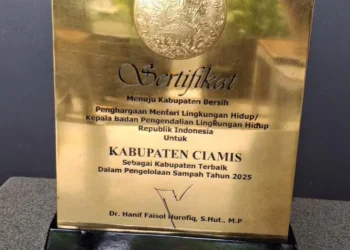 Sertifikat
Menuju Kabupaten Bersih
Penghargaan Menteri Lingkungan Hidup/
Kepala Badan Pengendalian Lingkungan Hidup
Republik Indonesia
Untuk
KABUPATEN CIAMIS
Sebagai Kabupaten Terbaik
Dalam Pengelolaan Sampah Tahun 2025
Dr. Hanif Faisol Nurofiq, S.Hut., M.P